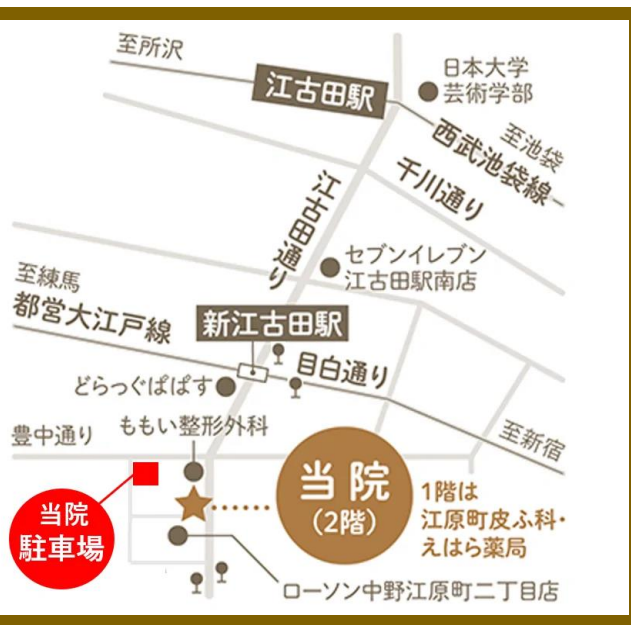 至所沢
江古田駅
日本大学
芸術学部
至池袋
西武池袋線
千川通り
江古田通り
セブンイレブン
江古田駅南店
至練馬
都営大江戸線
新江古田駅
目白通り
どらっぐぱぱす
至新宿
豊中通り
ももい整形外科
当院
(2階)
1階は
江原町皮ふ科・
えはら薬局
当院
駐車場
ローソン中野江原町二丁目店